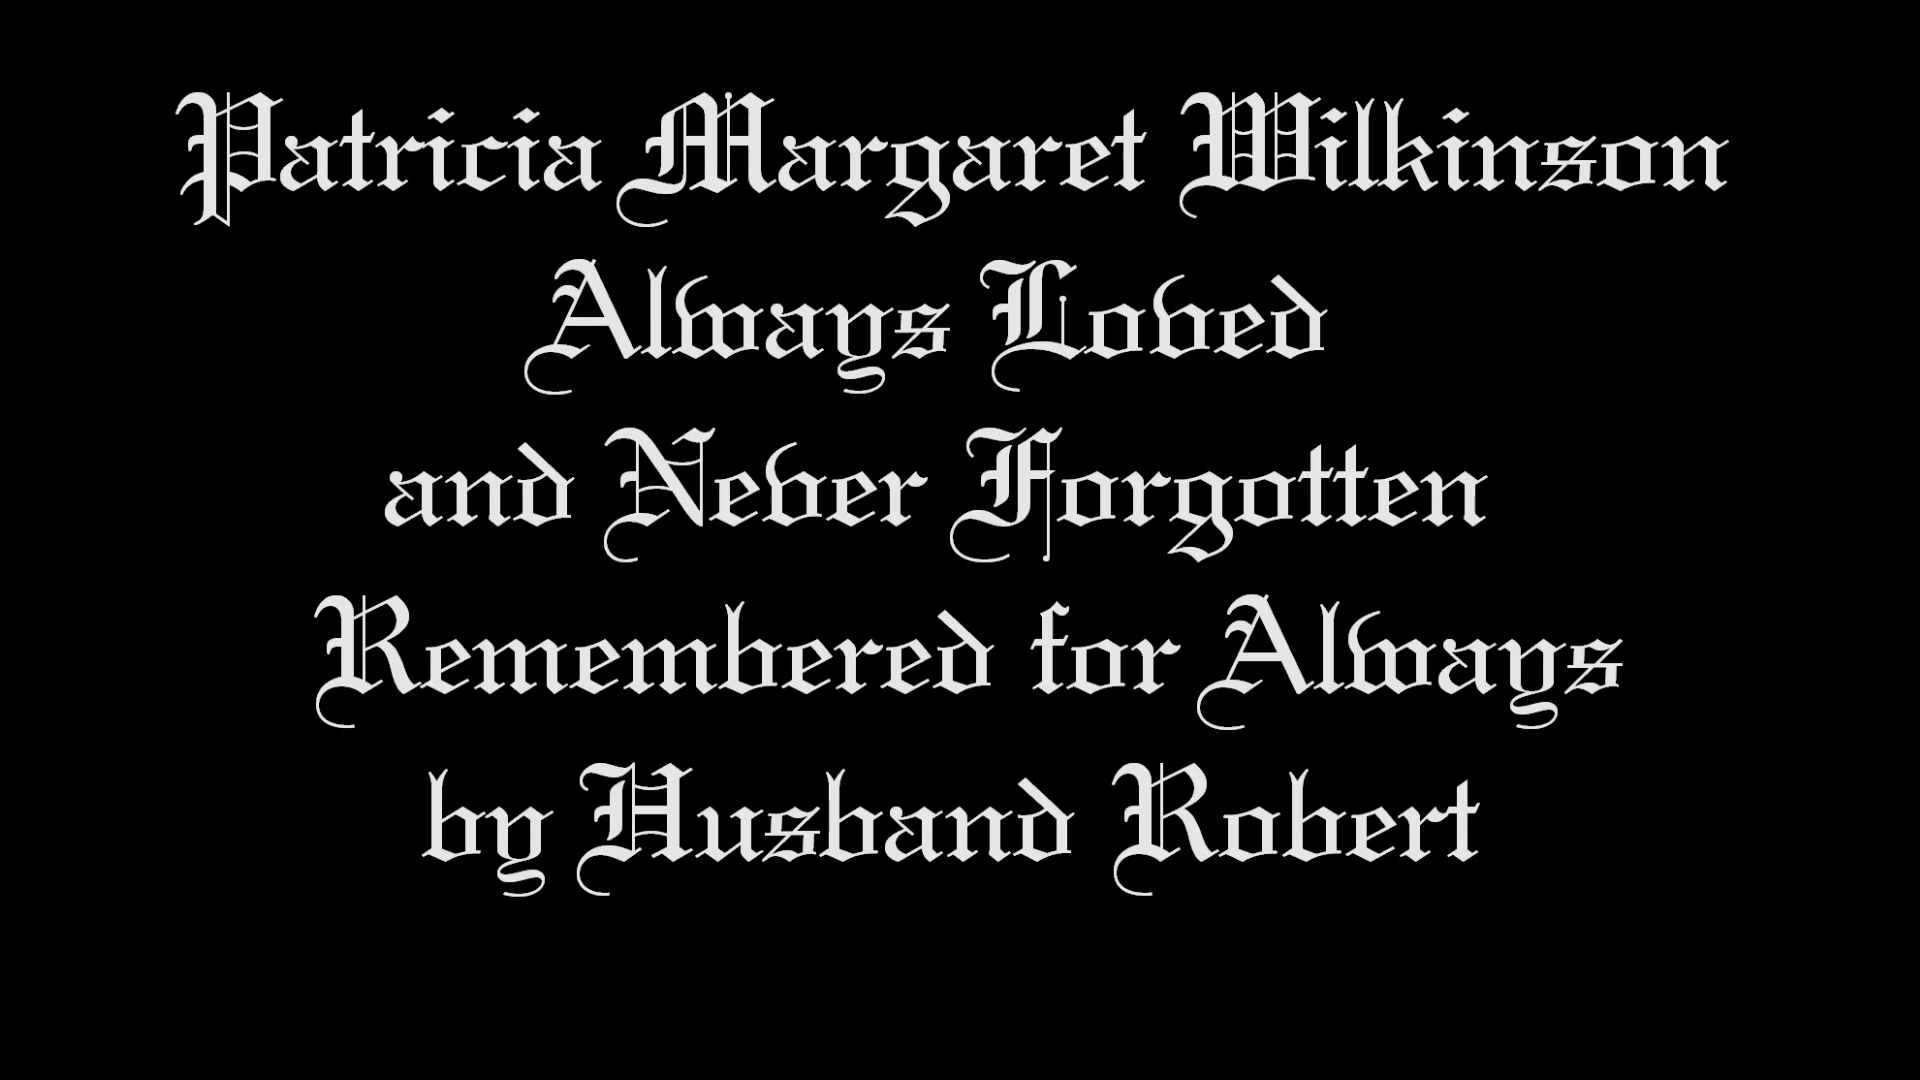 Patricia Margaret Wilkinson
Always Loved
and Never Forgotten
Remembered for Always
by Husband Robert